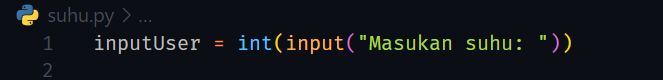 suhu.py > ...
1 inputUser = int(input("Masukan suhu: "))
2